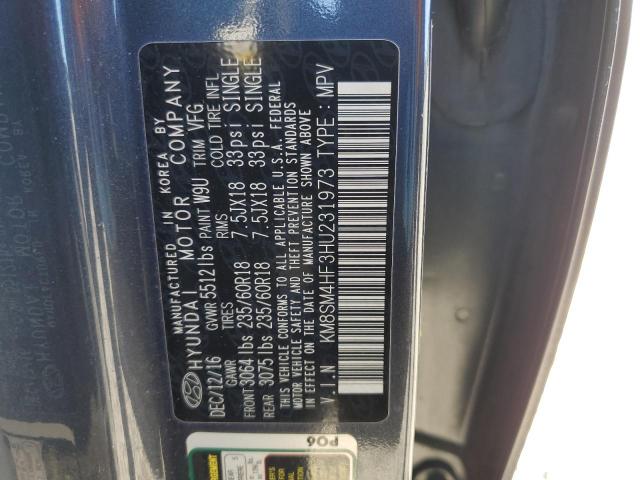 MANUFACTURED IN KOREA BY
HYUNDAI MOTOR COMPANY
DEC/12/16 GVWR 5512 lbs PAINT W9U TRIM VFG
GAWR TIRES RIMS COLD TIRE INFL
FRONT 3064 lbs 235/60R18 7.5JX18 33psi SINGLE
REAR 3075 lbs 235/60R18 7.5JX18 33psi SINGLE
THIS VEHICLE CONFORMS TO ALL APPLICABLE U.S.A. FEDERAL
MOTOR VEHICLE SAFETY AND THEFT PREVENTION STANDARDS
IN EFFECT ON THE DATE OF MANUFACTURE SHOWN ABOVE
V I N : KM8SM4HF3HU231973 TYPE : MPV
PO6